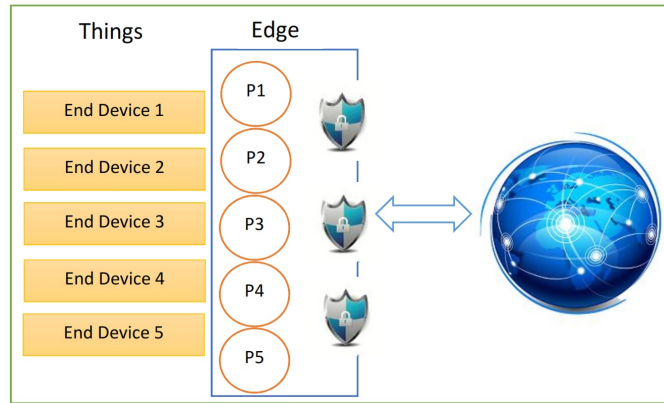 Things
Edge
End Device 1
End Device 2
End Device 3
End Device 4
End Device 5
P1
P2
P3
P4
P5